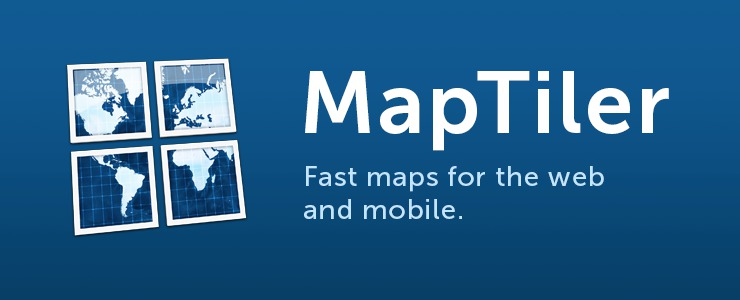 MapTiler
Fast maps for the web
and mobile.